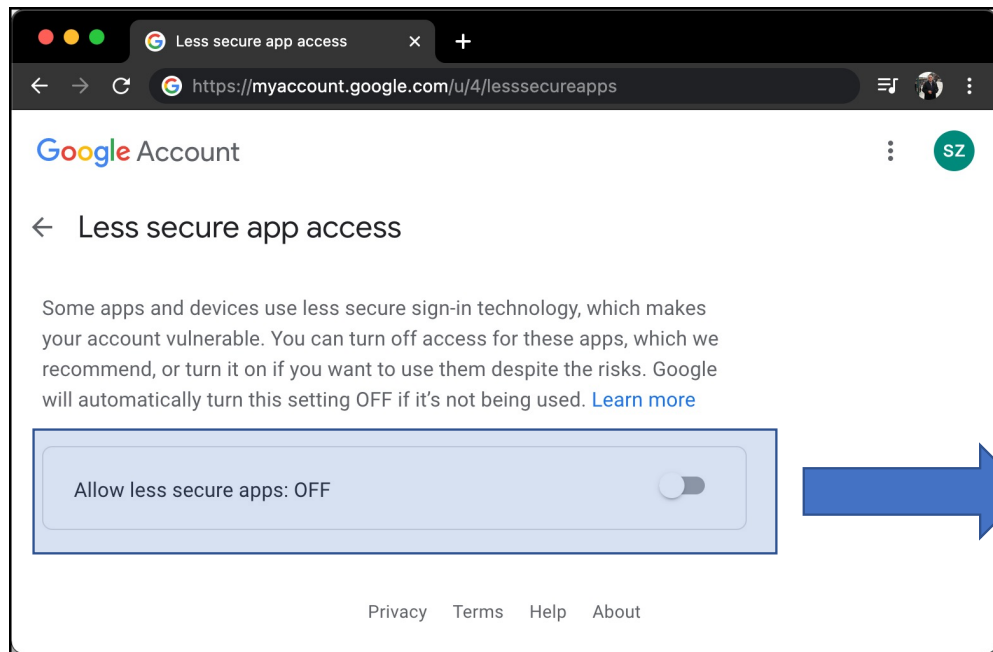 Less secure app access
https://myaccount.google.com/u/4/lesssecureapps
Google Account
SZ
Less secure app access
Some apps and devices use less secure sign-in technology, which makes
your account vulnerable. You can turn off access for these apps, which we
recommend, or turn it on if you want to use them despite the risks. Google
will automatically turn this setting OFF if it's not being used. Learn more
Allow less secure apps: OFF
Privacy Terms Help About